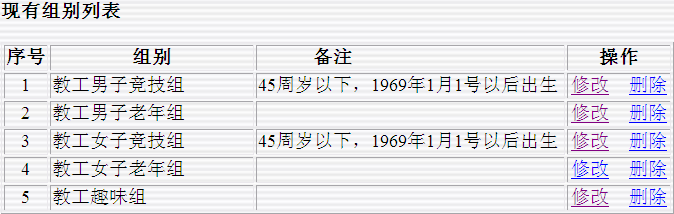 现有组别列表
序号 组别 备注 操作
1 教工男子竞技组 45周岁以下，1969年1月1号以后出生 修改 删除
2 教工男子老年组 修改 删除
3 教工女子竞技组 45周岁以下，1969年1月1号以后出生 修改 删除
4 教工女子老年组 修改 删除
5 教工趣味组 修改 删除